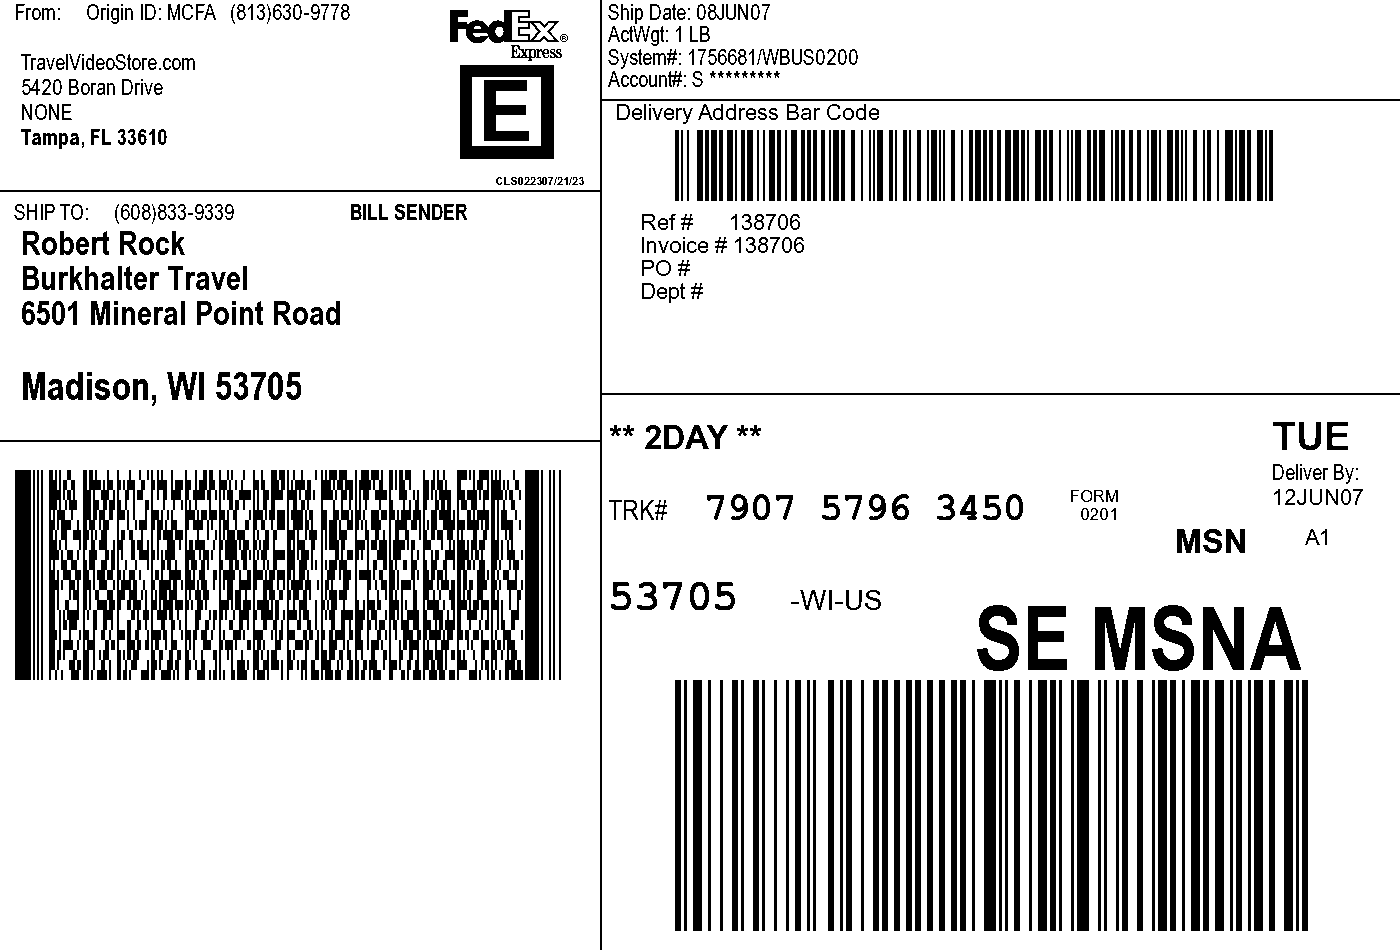 From: Origin ID: MCFA (813)630-9778
TravelVideoStore.com
5420 Boran Drive
NONE
Tampa, FL 33610
FedEx®
Express
E
CLS022307/21/23
Ship Date: 08JUN07
ActWgt: 1 LB
System#: 1756681/WBUS0200
Account#: S *********
Delivery Address Bar Code
Ref # 138706
Invoice # 138706
PO #
Dept #
SHIP TO: (608)833-9339 BILL SENDER
Robert Rock
Burkhalter Travel
6501 Mineral Point Road
Madison, WI 53705
** 2DAY **
TUE
Deliver By:
12JUN07
TRK# 7907 5796 3450 FORM
0201
MSN A1
53705 -WI-US
SE MSNA